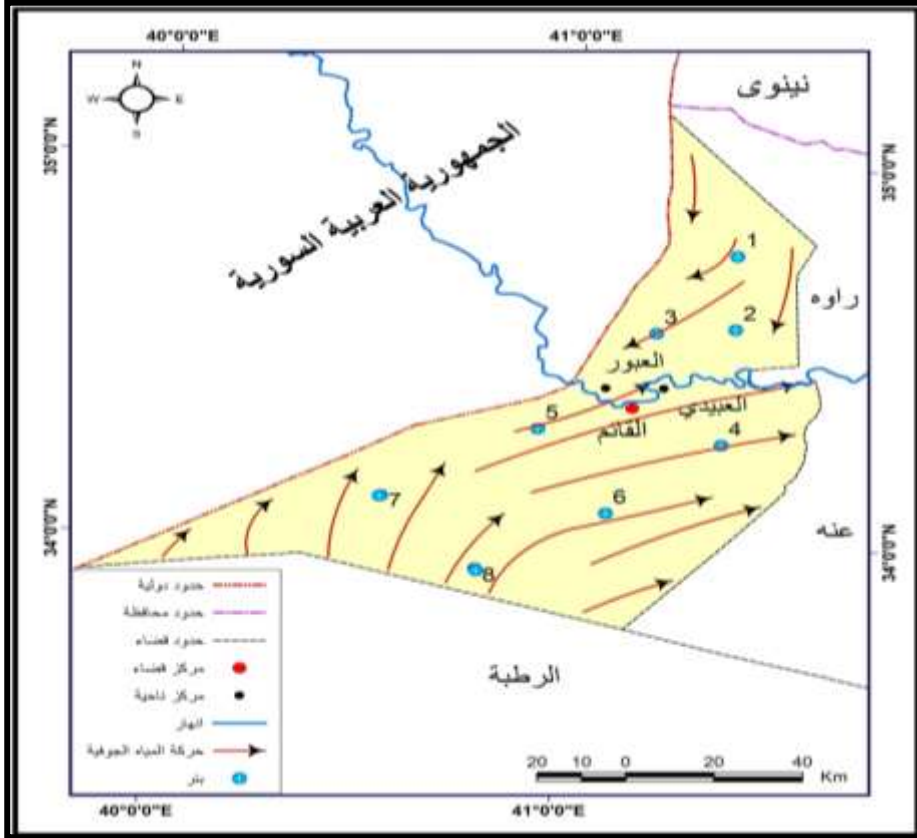 40°0'0"E
41°0'0"E
N
W
E
S
نينوى
35°0'0"N
35°0'0"N
الجمهورية العربية السورية
راوه
1
2
3
العبور
العبيدي
القائم
5
4
7
6
8
34°0'0"N
34°0'0"N
عنه
الرطبة
حدود دولية
حدود محافظة
حدود قضاء
مركز قضاء
مركز ناحية
انهار
حركة المياه الجوفية
بئر
20 10 0 20 40
Km
40°0'0"E
41°0'0"E